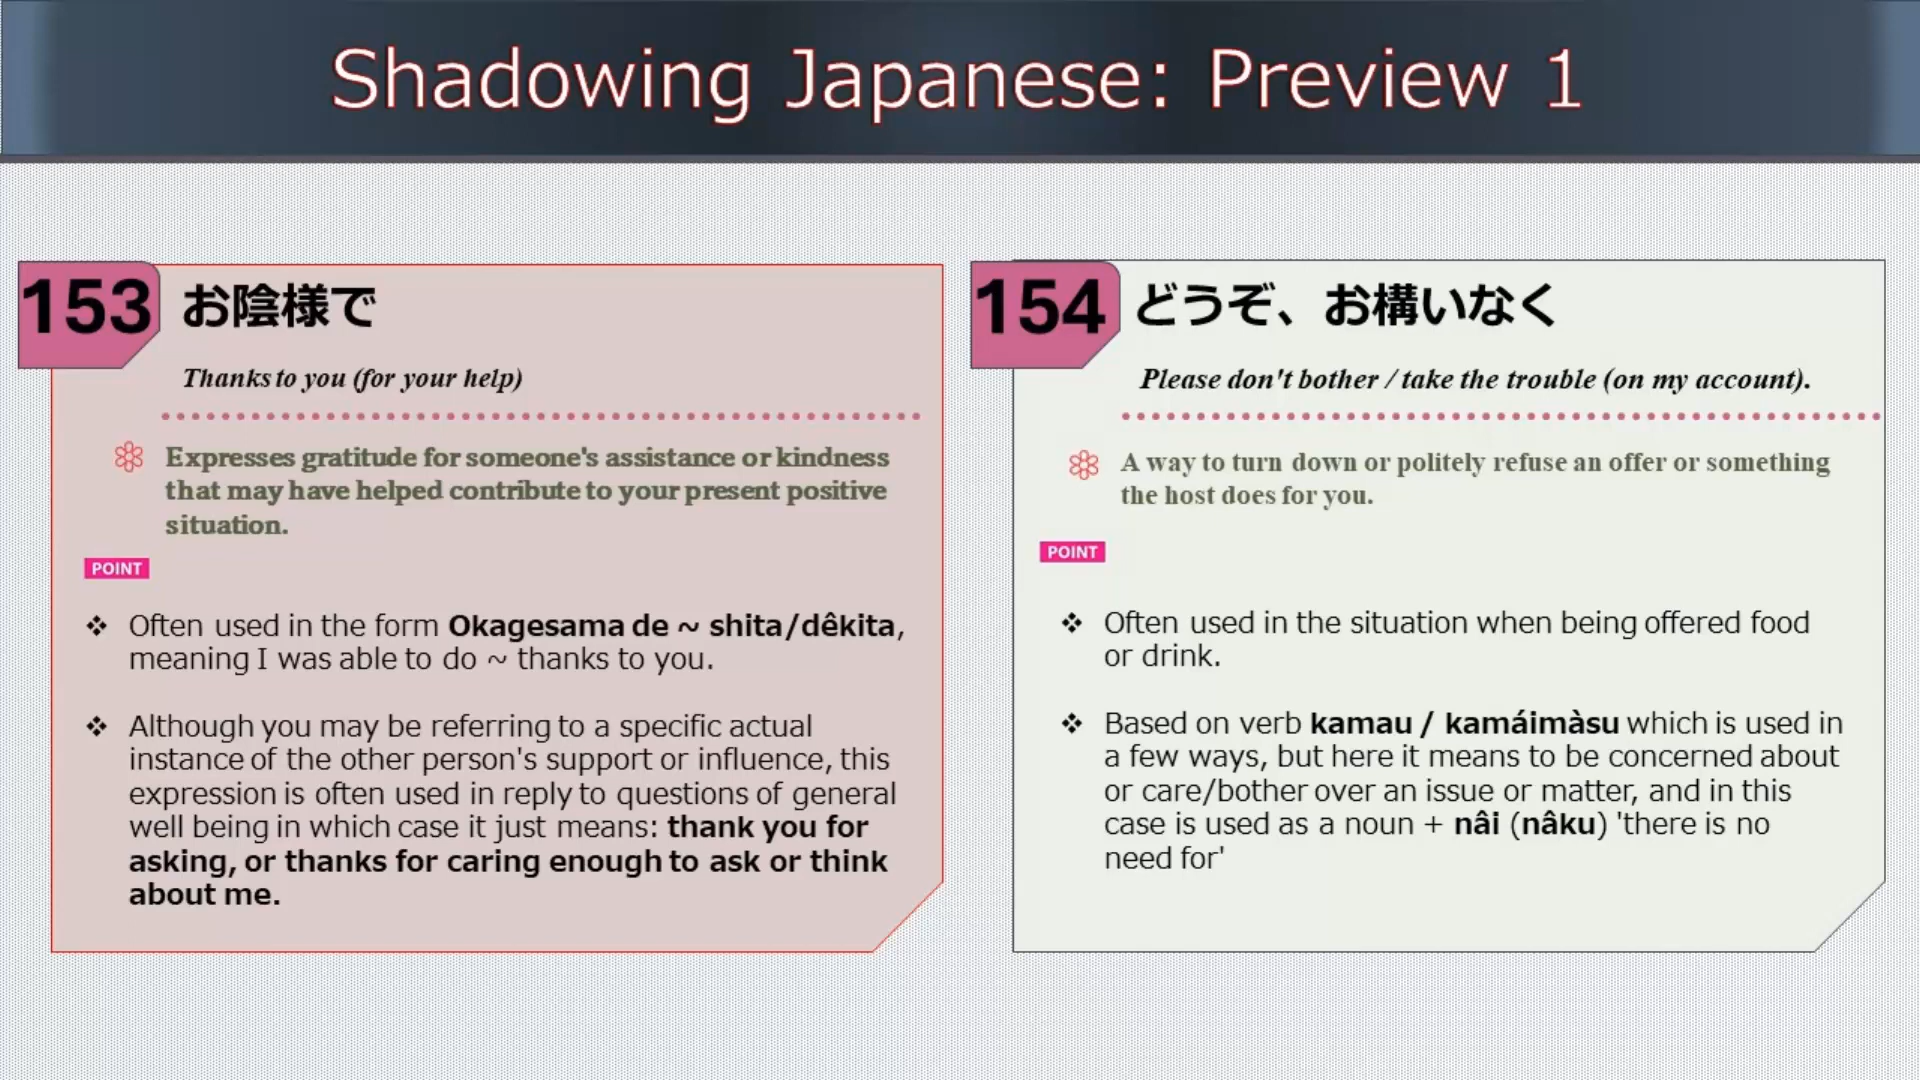 Shadowing Japanese: Preview 1
153 お陰様で
Thanks to you (for your help)
Expresses gratitude for someone's assistance or kindness
that may have helped contribute to your present positive
situation.
POINT
❖ Often used in the form Okagesama de ~ shita/dêkita,
meaning I was able to do ~ thanks to you.
❖ Although you may be referring to a specific actual
instance of the other person's support or influence, this
expression is often used in reply to questions of general
well being in which case it just means: thank you for
asking, or thanks for caring enough to ask or think
about me.
154 どうぞ、お構いなく
Please don't bother / take the trouble (on my account).
A way to turn down or politely refuse an offer or something
the host does for you.
POINT
❖ Often used in the situation when being offered food
or drink.
❖ Based on verb kamau / kamáimàsu which is used in
a few ways, but here it means to be concerned about
or care/bother over an issue or matter, and in this
case is used as a noun + nâi (nâku) 'there is no
need for'